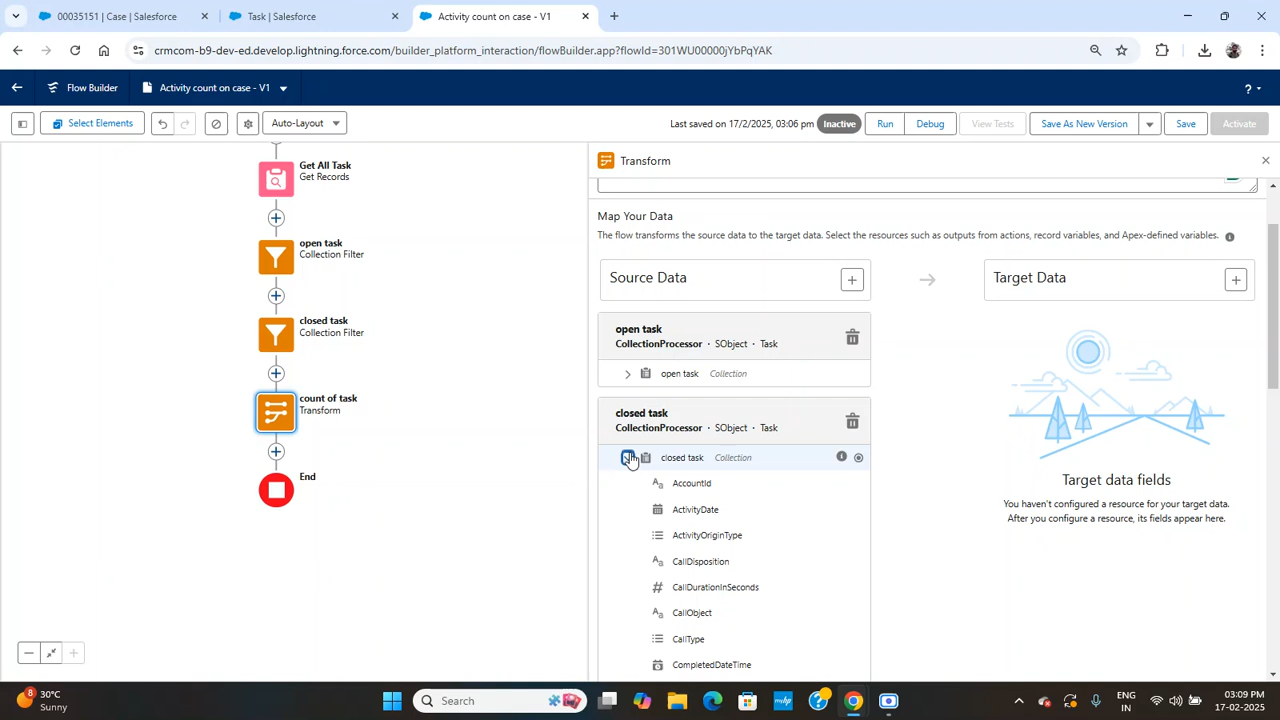 00035151 | Case | Salesforce
Task | Salesforce
Activity count on case - V1
crmcom-b9-dev-ed.develop.lightning.force.com/builder_platform_interaction/flowBuilder.app?flowId=301WU00000jYbPqYAK
Flow Builder
Activity count on case - V1
?
Select Elements
Auto-Layout
Last saved on 17/2/2025, 03:06 pm
Inactive
Run
Debug
View Tests
Save As New Version
Save
Activate
Get All Task
Get Records
open task
Collection Filter
closed task
Collection Filter
count of task
Transform
End
Transform
Map Your Data
The flow transforms the source data to the target data. Select the resources such as outputs from actions, record variables, and Apex-defined variables.
Source Data
Target Data
open task
CollectionProcessor • SObject • Task
open task Collection
closed task
CollectionProcessor • SObject • Task
closed task Collection
AccountId
ActivityDate
ActivityOriginType
CallDisposition
CallDurationInSeconds
CallObject
CallType
CompletedDateTime
Target data fields
You haven't configured a resource for your target data.
After you configure a resource, its fields appear here.
8
30°C
Sunny
Search
ENG
IN
03:09 PM
17-02-2025